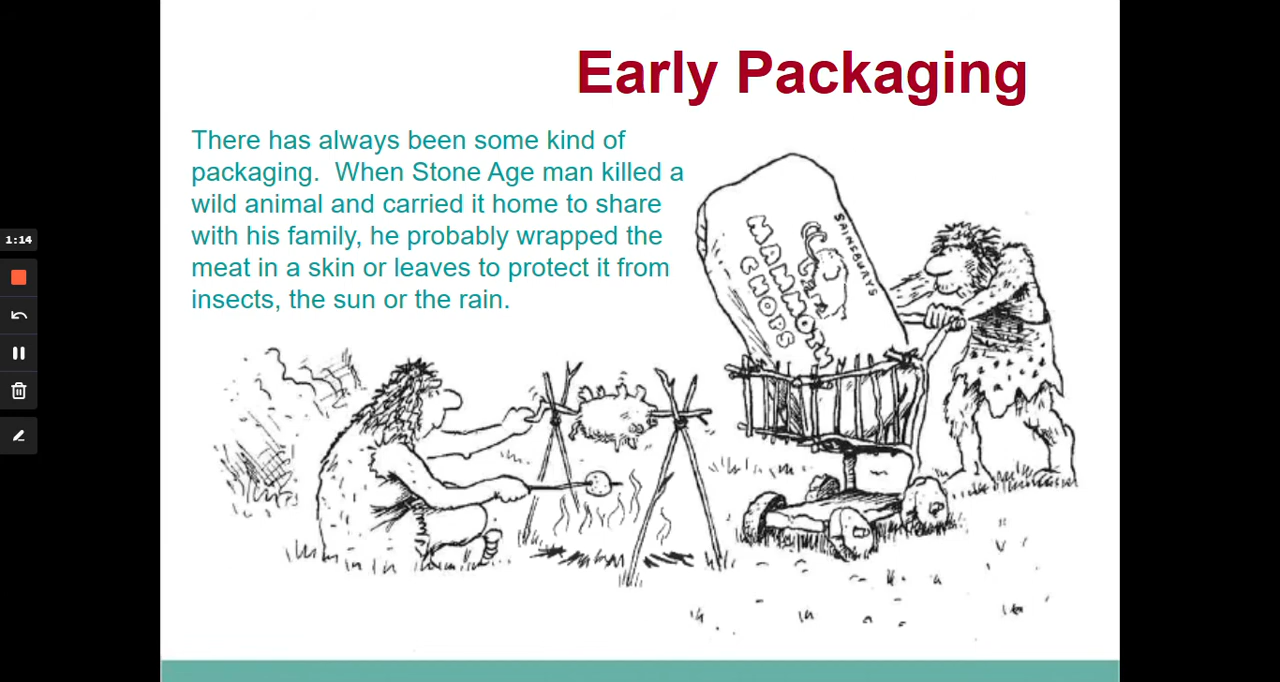 Early Packaging
There has always been some kind of
packaging.  When Stone Age man killed a
wild animal and carried it home to share
with his family, he probably wrapped the
meat in a skin or leaves to protect it from
insects, the sun or the rain.
1:14
SAINSBURYS
MAMMOTH
CHOPS